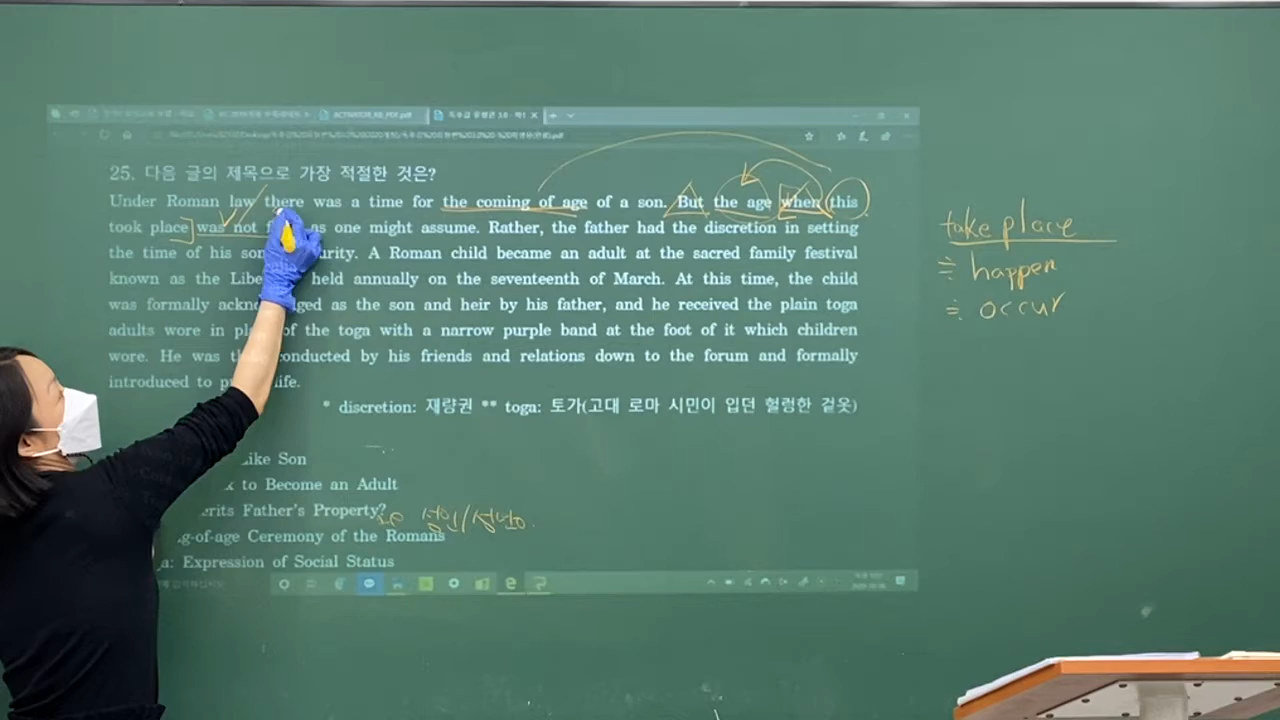 ACTIVATOR_RB_PDF.pdf
25. 다음 글의 제목으로 가장 적절한 것은?
Under Roman law there was a time for the coming of age of a son. But the age when this
took place] was not as one might assume. Rather, the father had the discretion in setting
the time of his son A Roman child became an adult at the sacred family festival
known as the held annually on the seventeenth of March. At this time, the child
was formally as the son and heir by his father, and he received the plain toga
adults wore in of the toga with a narrow purple band at the foot of it which children
wore. He was conducted by his friends and relations down to the forum and formally
introduced to life.
* discretion: 재량권 ** toga: 토가(고대 로마 시민이 입던 헐렁한 겉옷)
Like Son
to Become an Adult
Father's Property?
성인/성년
Ceremony of the Romans
Expression of Social Status
take place
≒ happen
≒ occur